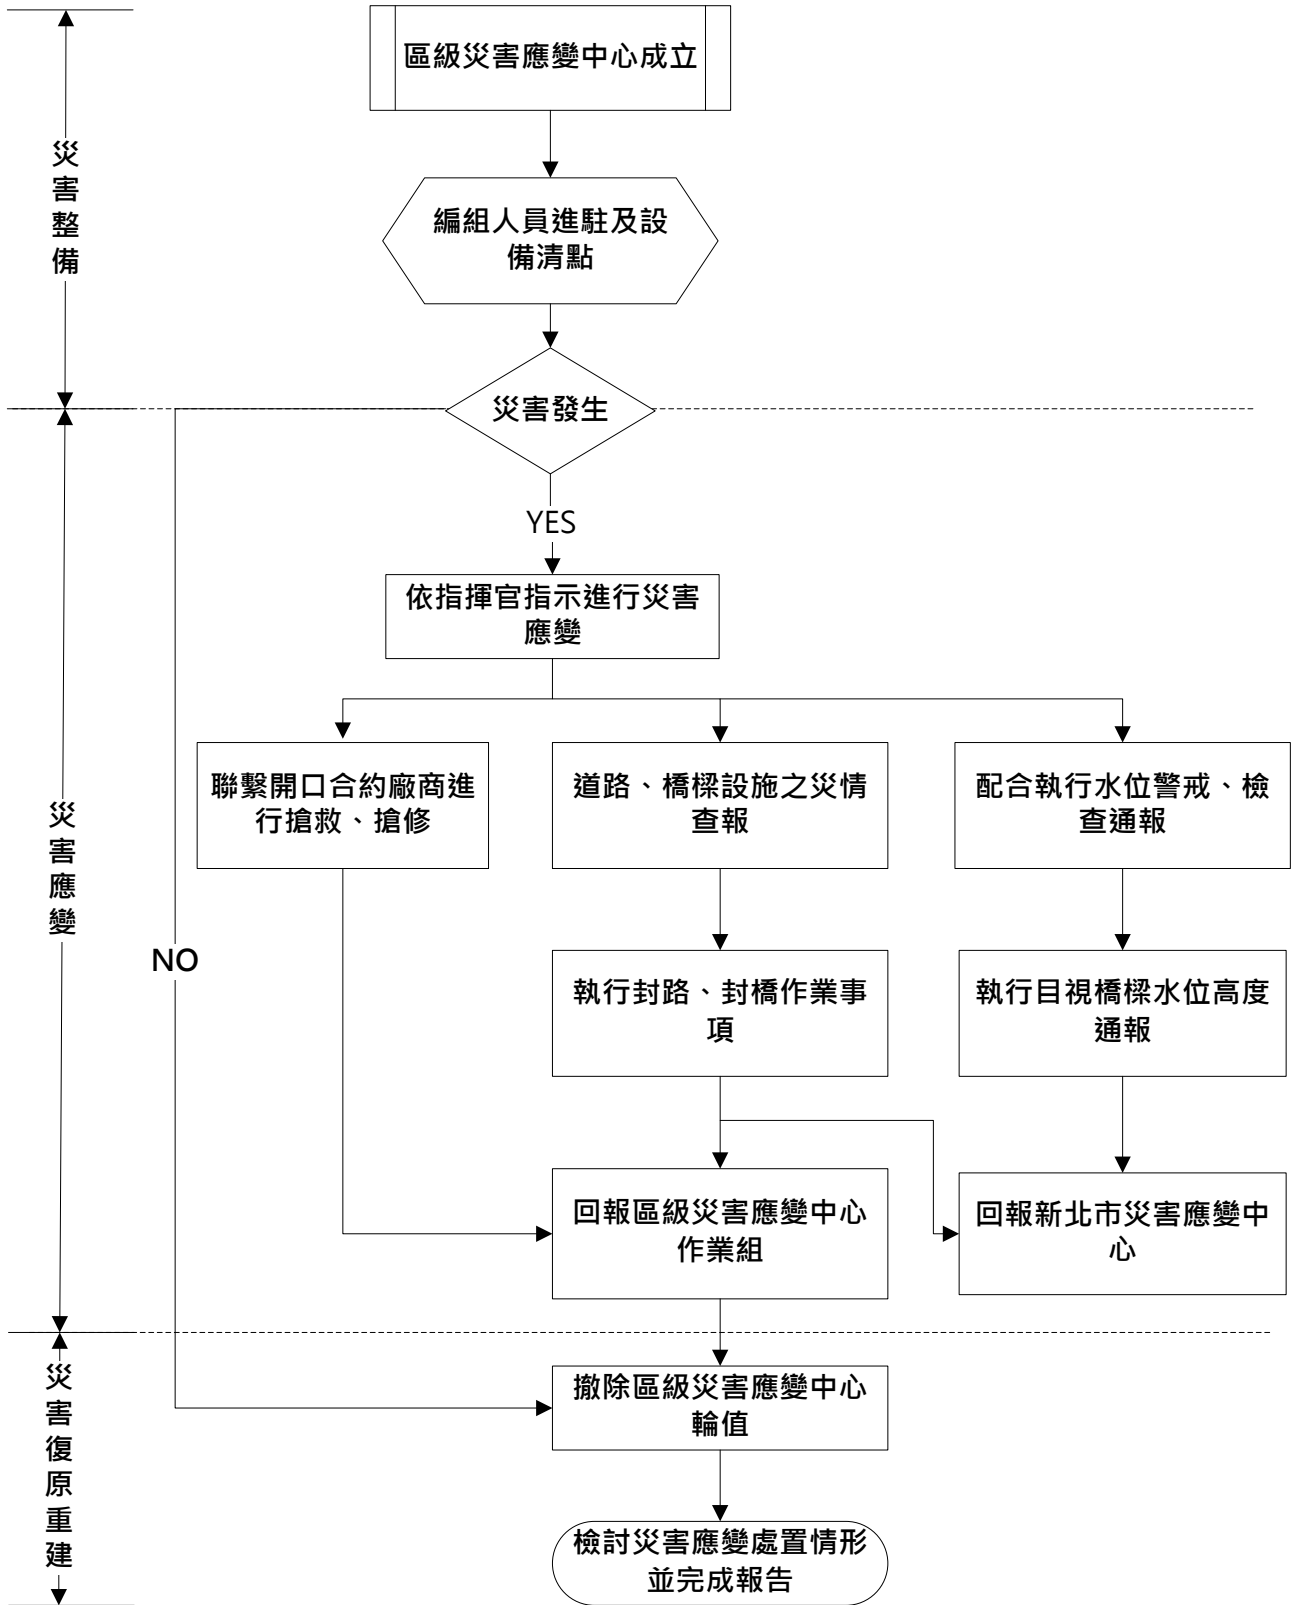 區級災害應變中心成立
災害整備
編組人員進駐及設
備清點
災害發生
YES
依指揮官指示進行災害
應變
災害應變
聯繫開口合約廠商進
行搶救、搶修
道路、橋樑設施之災情
查報
配合執行水位警戒、檢
查通報
NO
執行封路、封橋作業事
項
執行目視橋樑水位高度
通報
回報區級災害應變中心
作業組
回報新北市災害應變中
心
災害復原重建
撤除區級災害應變中心
輪值
檢討災害應變處置情形
並完成報告